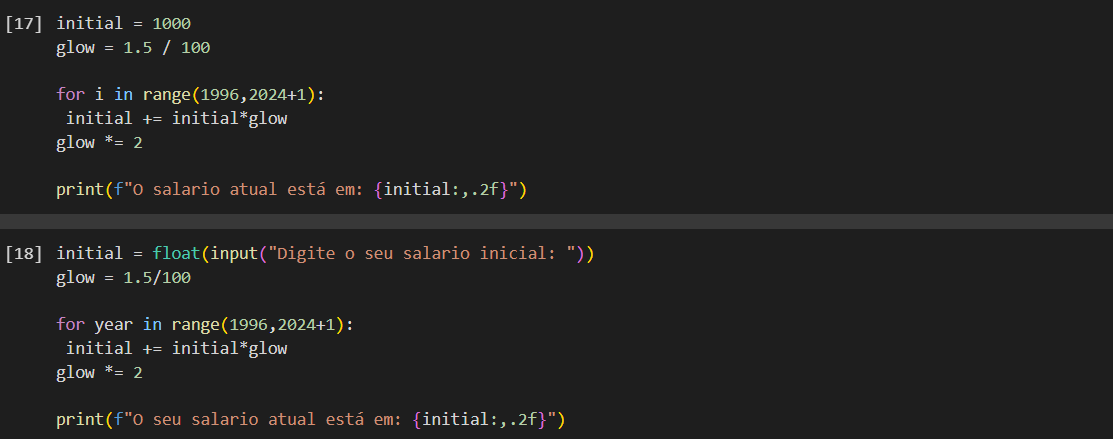 [17] initial = 1000
glow = 1.5 / 100
for i in range(1996,2024+1):
 initial += initial*glow
glow *= 2
print(f"O salario atual está em: {initial:,.2f}")
[18] initial = float(input("Digite o seu salario inicial: "))
glow = 1.5/100
for year in range(1996,2024+1):
 initial += initial*glow
glow *= 2
print(f"O seu salario atual está em: {initial:,.2f}")